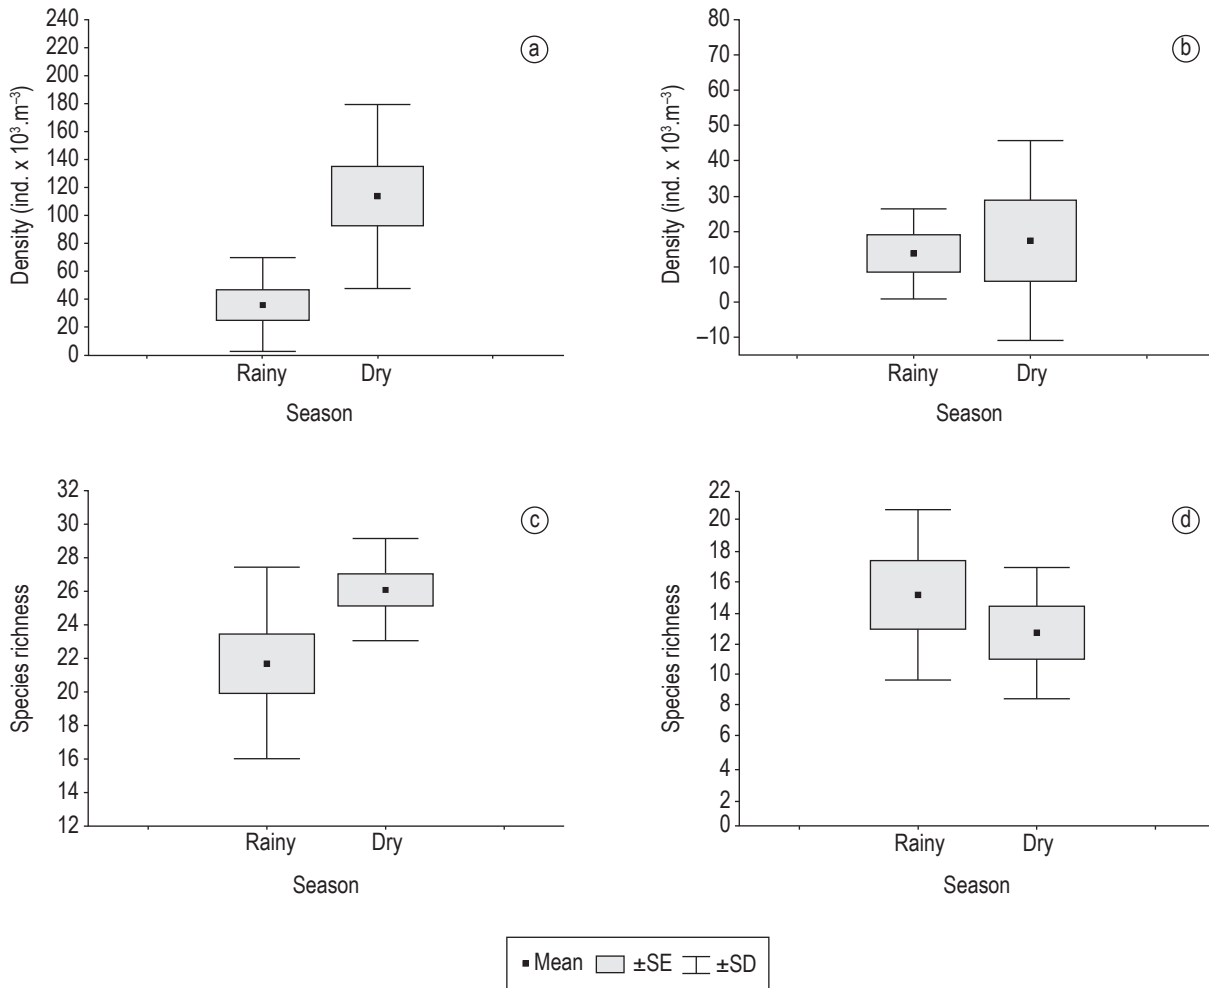 240
220
200
180
160
140
120
100
80
60
40
20
0
Density (ind. x 10³.m⁻³)
a
Rainy Dry
Season
80
70
60
50
40
30
20
10
0
–10
Density (ind. x 10³.m⁻³)
b
Rainy Dry
Season
32
30
28
26
24
22
20
18
16
14
12
Species richness
c
Rainy Dry
Season
22
20
18
16
14
12
10
8
6
4
2
0
Species richness
d
Rainy Dry
Season
Mean ±SE ±SD